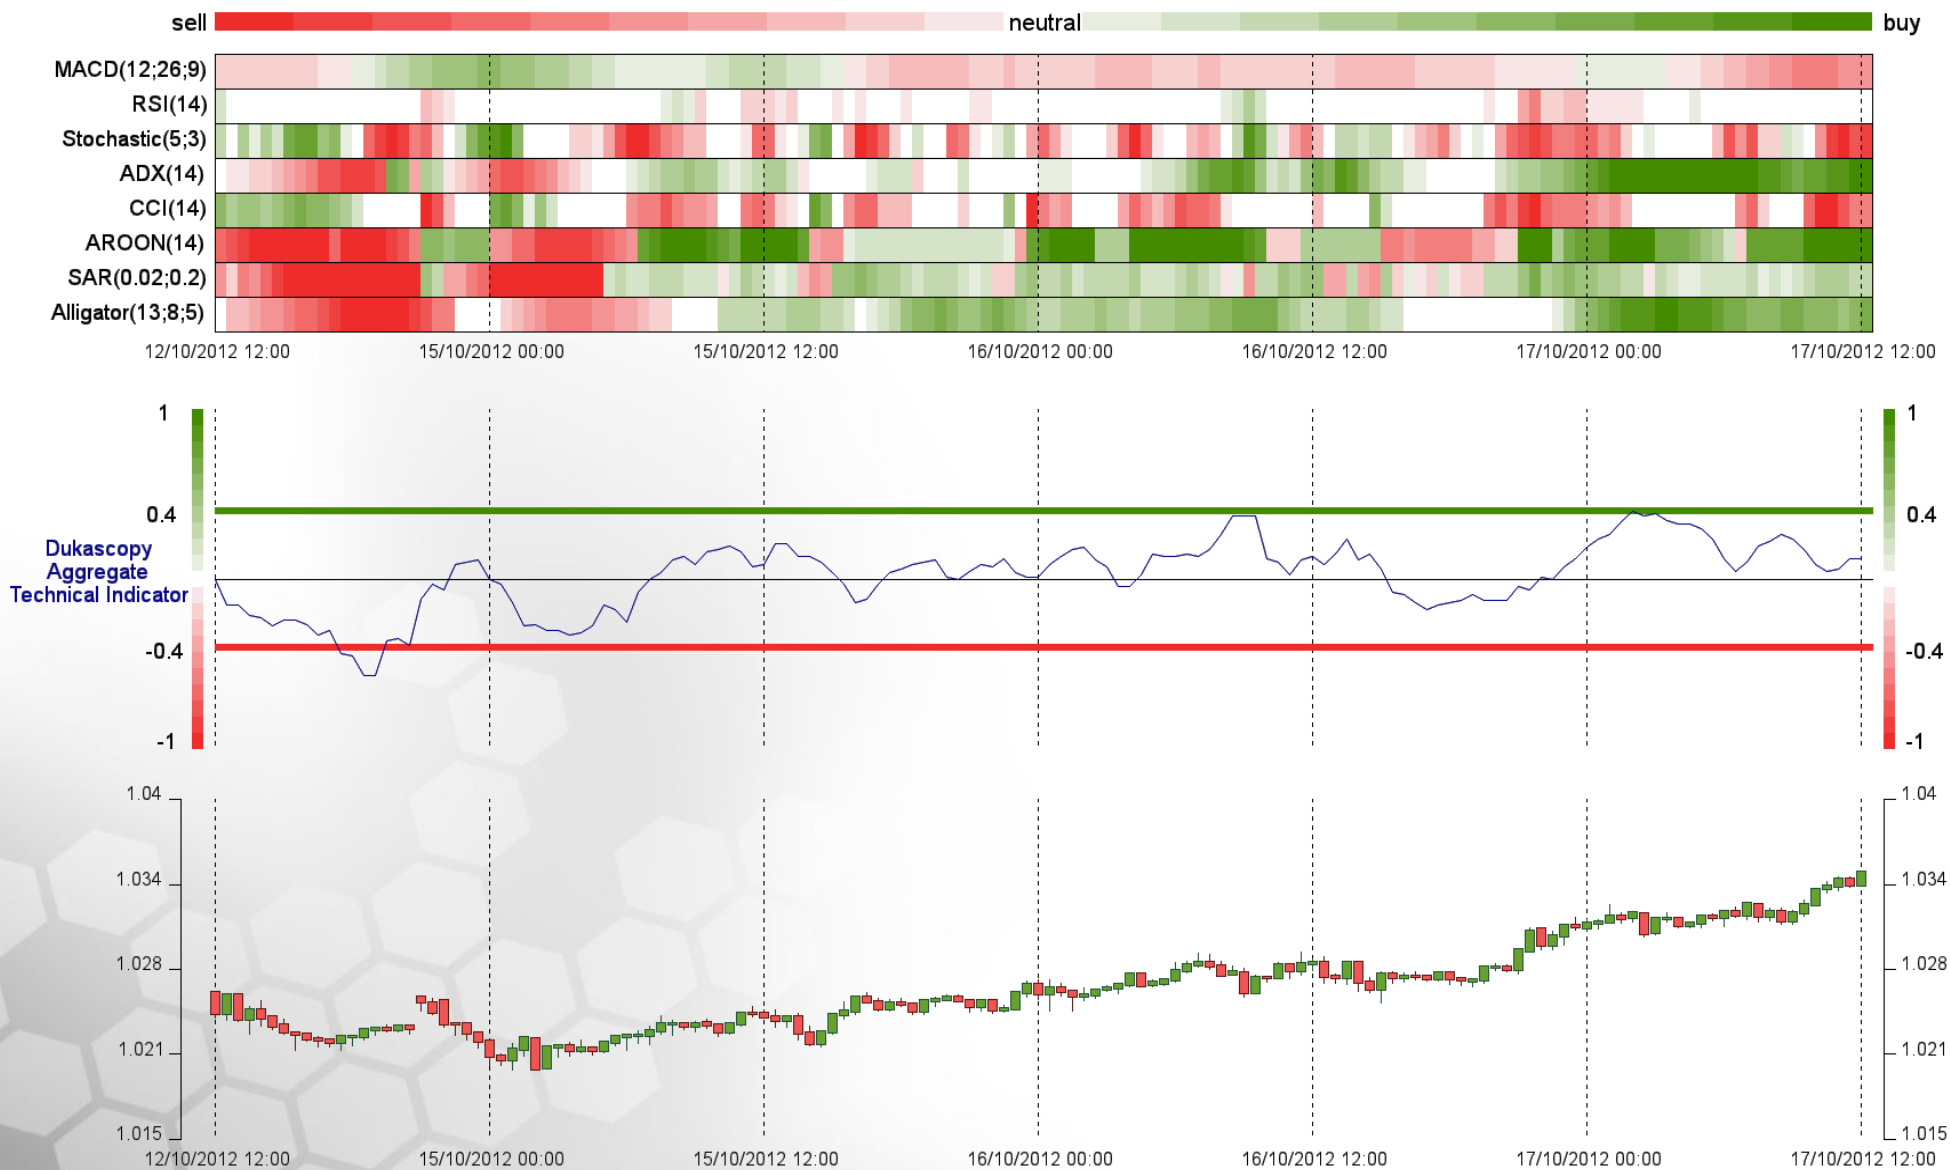 sell neutral buy
MACD(12;26;9)
RSI(14)
Stochastic(5;3)
ADX(14)
CCI(14)
AROON(14)
SAR(0.02;0.2)
Alligator(13;8;5)
12/10/2012 12:00 15/10/2012 00:00 15/10/2012 12:00 16/10/2012 00:00 16/10/2012 12:00 17/10/2012 00:00 17/10/2012 12:00
1 1
0.4 0.4
Dukascopy
Aggregate
Technical Indicator
-0.4 -0.4
-1 -1
1.04 1.04
1.034 1.034
1.028 1.028
1.021 1.021
1.015 1.015
12/10/2012 12:00 15/10/2012 00:00 15/10/2012 12:00 16/10/2012 00:00 16/10/2012 12:00 17/10/2012 00:00 17/10/2012 12:00